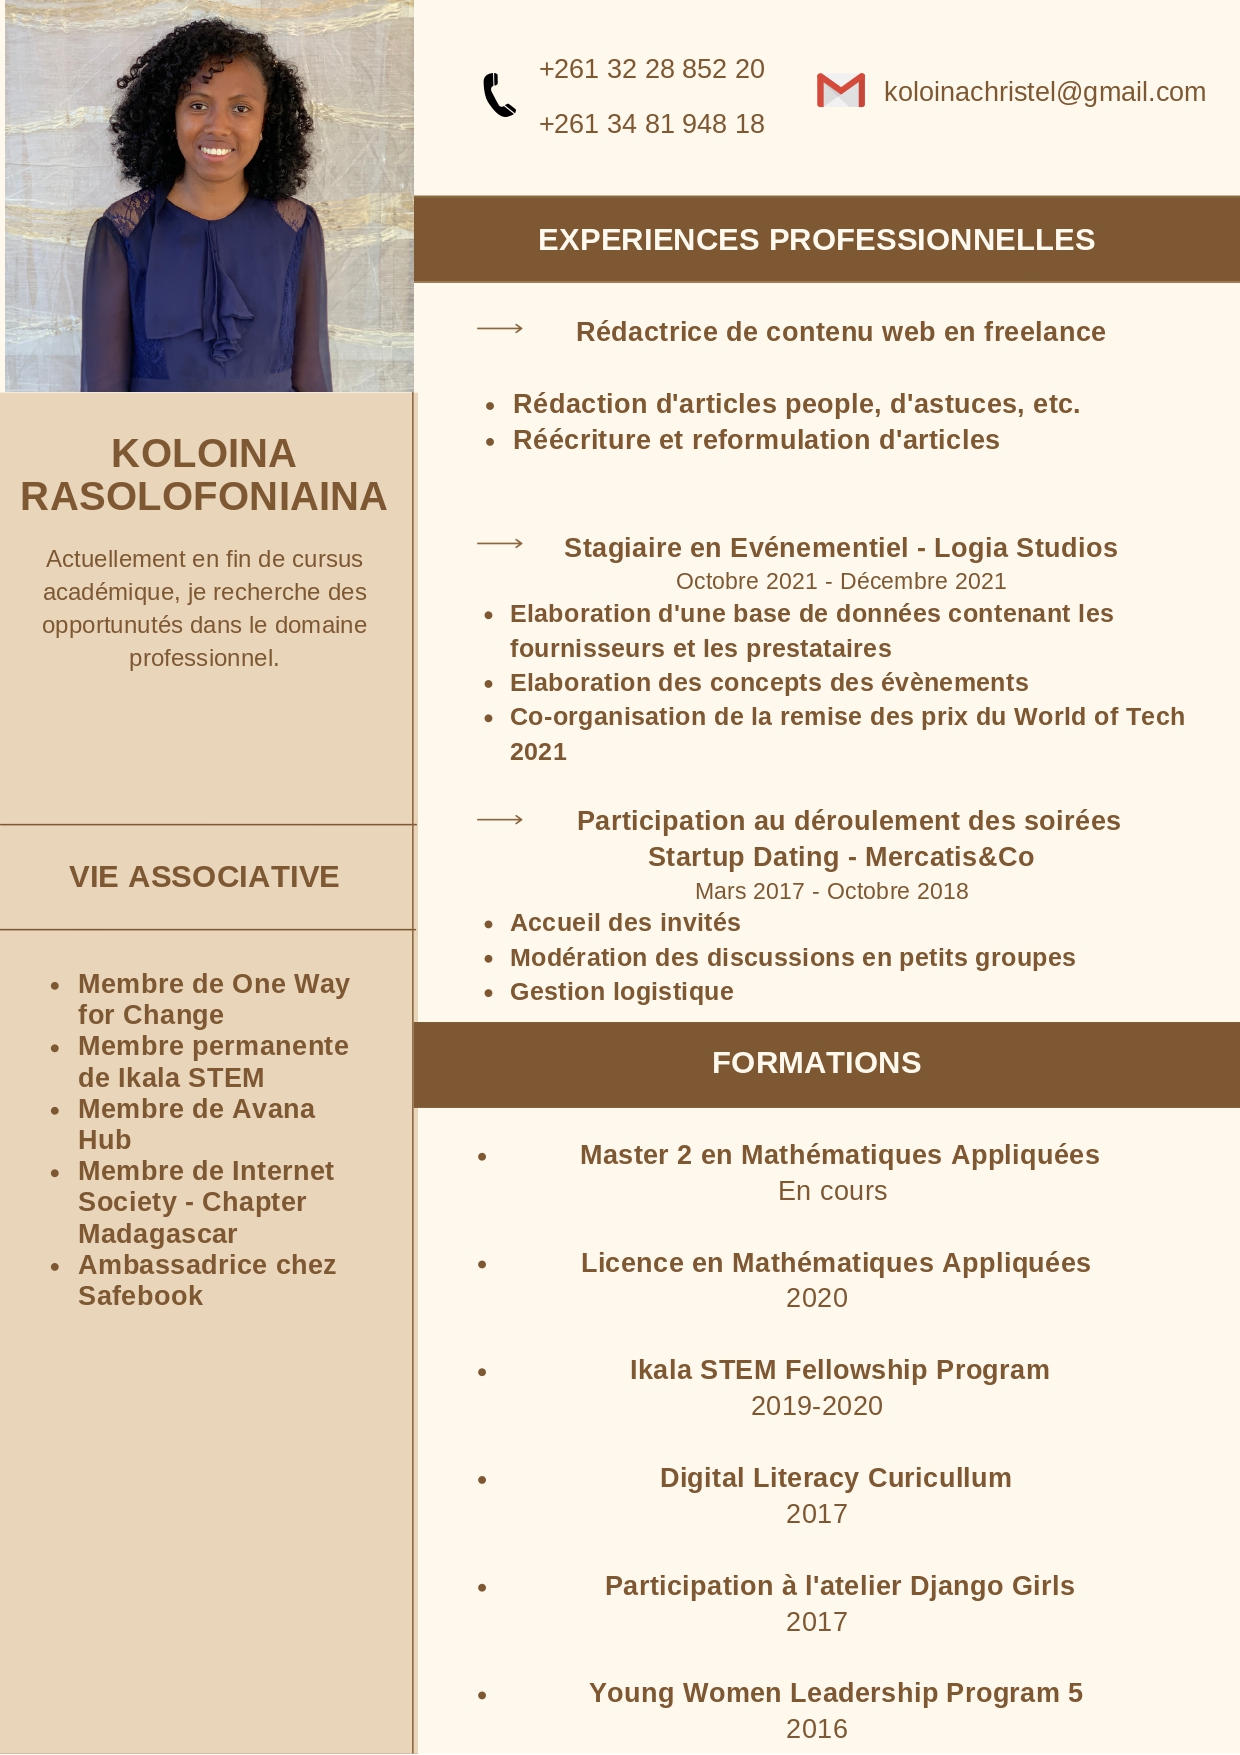 +261 32 28 852 20
+261 34 81 948 18
koloinachristel@gmail.com
KOLOINA
RASOLOFONIAINA
Actuellement en fin de cursus
académique, je recherche des
opportunutés dans le domaine
professionnel.
VIE ASSOCIATIVE
• Membre de One Way
for Change
• Membre permanente
de Ikala STEM
• Membre de Avana
Hub
• Membre de Internet
Society - Chapter
Madagascar
• Ambassadrice chez
Safebook
EXPERIENCES PROFESSIONNELLES
Rédactrice de contenu web en freelance
• Rédaction d'articles people, d'astuces, etc.
• Réécriture et reformulation d'articles
Stagiaire en Evénementiel - Logia Studios
Octobre 2021 - Décembre 2021
• Elaboration d'une base de données contenant les
fournisseurs et les prestataires
• Elaboration des concepts des évènements
• Co-organisation de la remise des prix du World of Tech
2021
Participation au déroulement des soirées
Startup Dating - Mercatis&Co
Mars 2017 - Octobre 2018
• Accueil des invités
• Modération des discussions en petits groupes
• Gestion logistique
FORMATIONS
• Master 2 en Mathématiques Appliquées
En cours
• Licence en Mathématiques Appliquées
2020
• Ikala STEM Fellowship Program
2019-2020
• Digital Literacy Curicullum
2017
• Participation à l'atelier Django Girls
2017
• Young Women Leadership Program 5
2016